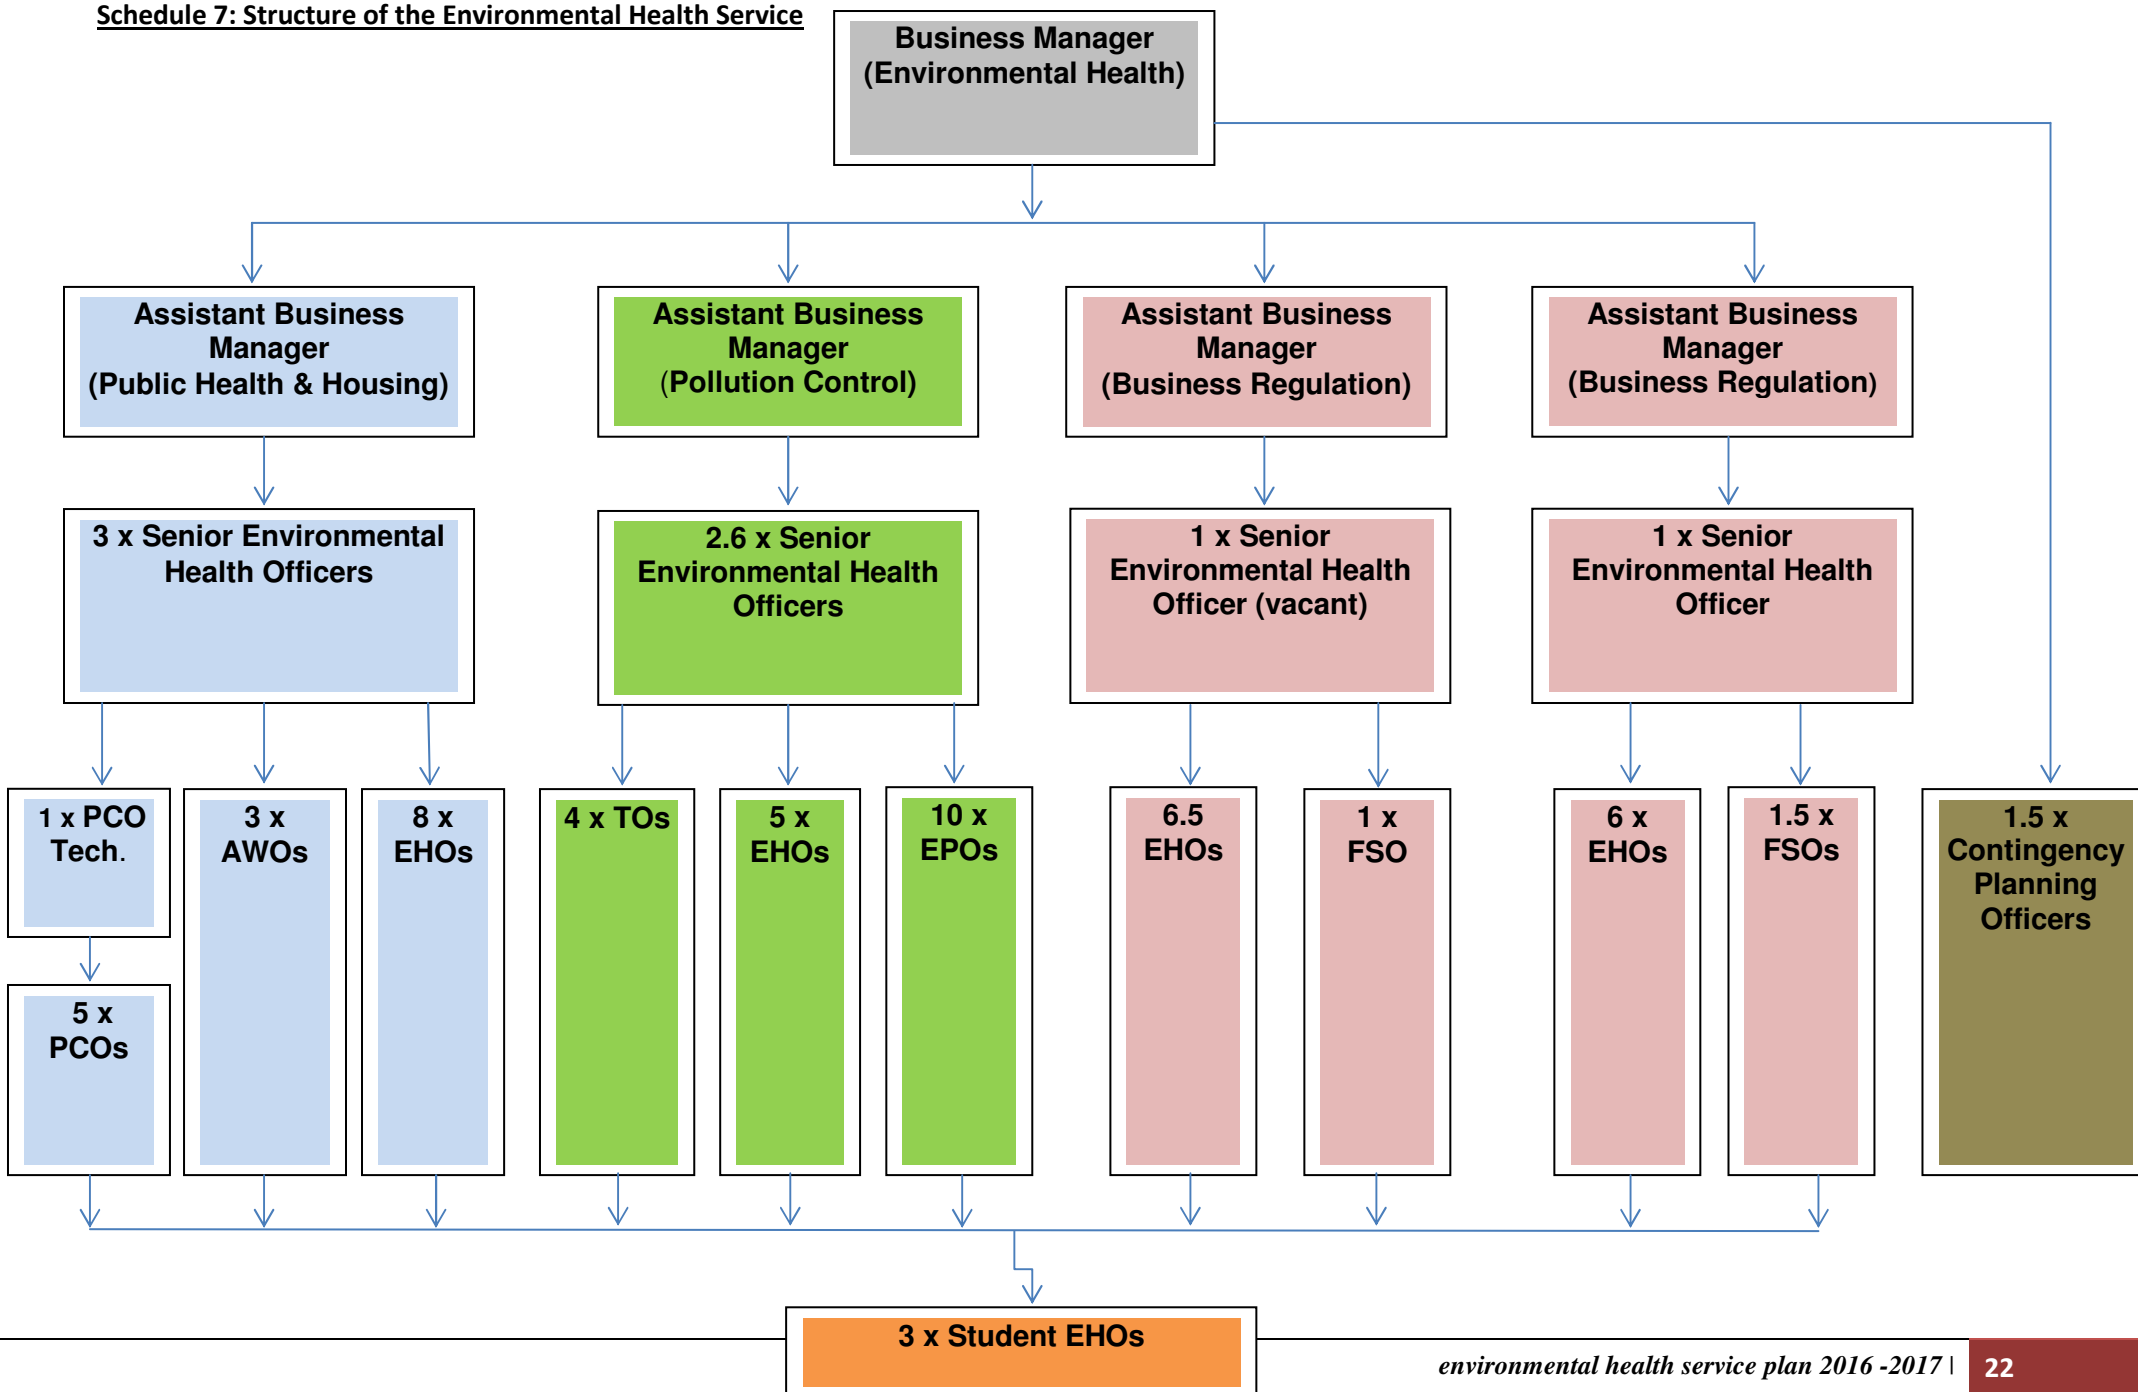 Schedule 7: Structure of the Environmental Health Service
Business Manager
(Environmental Health)
Assistant Business
Manager
(Public Health & Housing)
Assistant Business
Manager
(Pollution Control)
Assistant Business
Manager
(Business Regulation)
Assistant Business
Manager
(Business Regulation)
3 x Senior Environmental
Health Officers
2.6 x Senior
Environmental Health
Officers
1 x Senior
Environmental Health
Officer (vacant)
1 x Senior
Environmental Health
Officer
1 x PCO
Tech.
3 x
AWOs
8 x
EHOs
4 x TOs
5 x
EHOs
10 x
EPOs
6.5
EHOs
1 x
FSO
6 x
EHOs
1.5 x
FSOs
1.5 x
Contingency
Planning
Officers
5 x
PCOs
3 x Student EHOs
environmental health service plan 2016 -2017 | 22